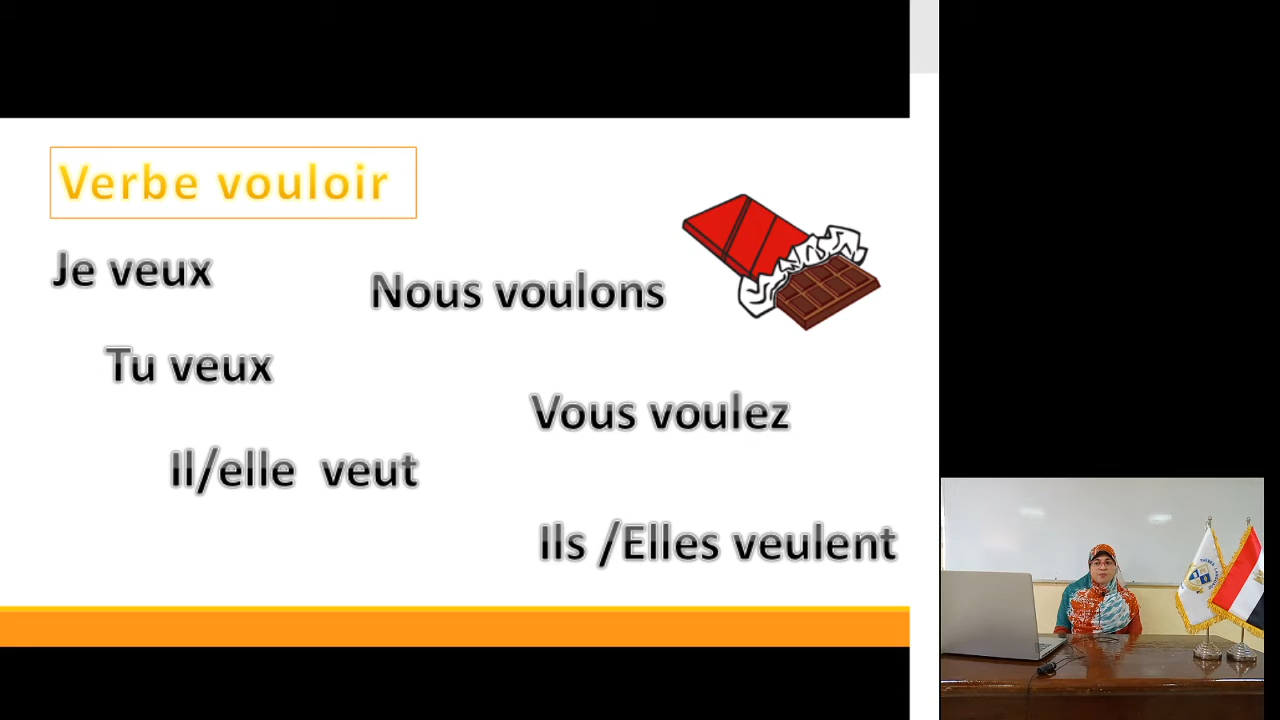 Verbe vouloir
Je veux
Tu veux
Il/elle veut
Nous voulons
Vous voulez
Ils /Elles veulent